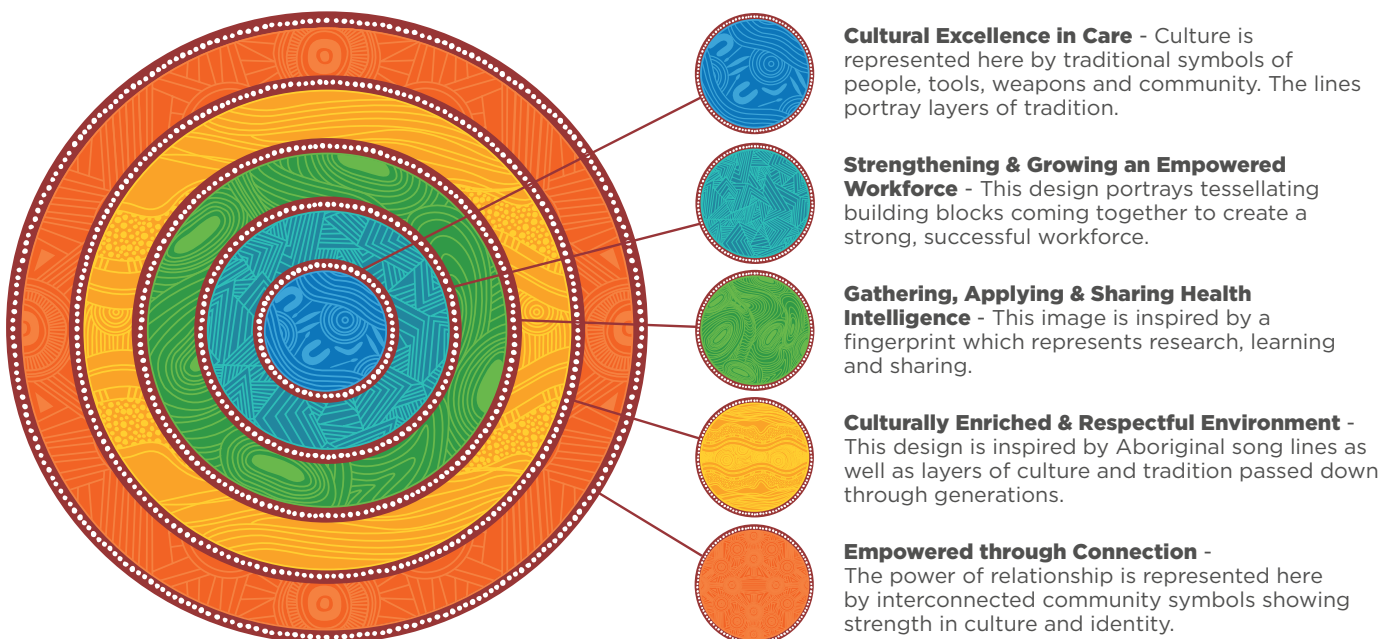 Cultural Excellence in Care - Culture is
represented here by traditional symbols of
people, tools, weapons and community. The lines
portray layers of tradition.
Strengthening & Growing an Empowered
Workforce - This design portrays tessellating
building blocks coming together to create a
strong, successful workforce.
Gathering, Applying & Sharing Health
Intelligence - This image is inspired by a
fingerprint which represents research, learning
and sharing.
Culturally Enriched & Respectful Environment -
This design is inspired by Aboriginal song lines as
well as layers of culture and tradition passed down
through generations.
Empowered through Connection -
The power of relationship is represented here
by interconnected community symbols showing
strength in culture and identity.